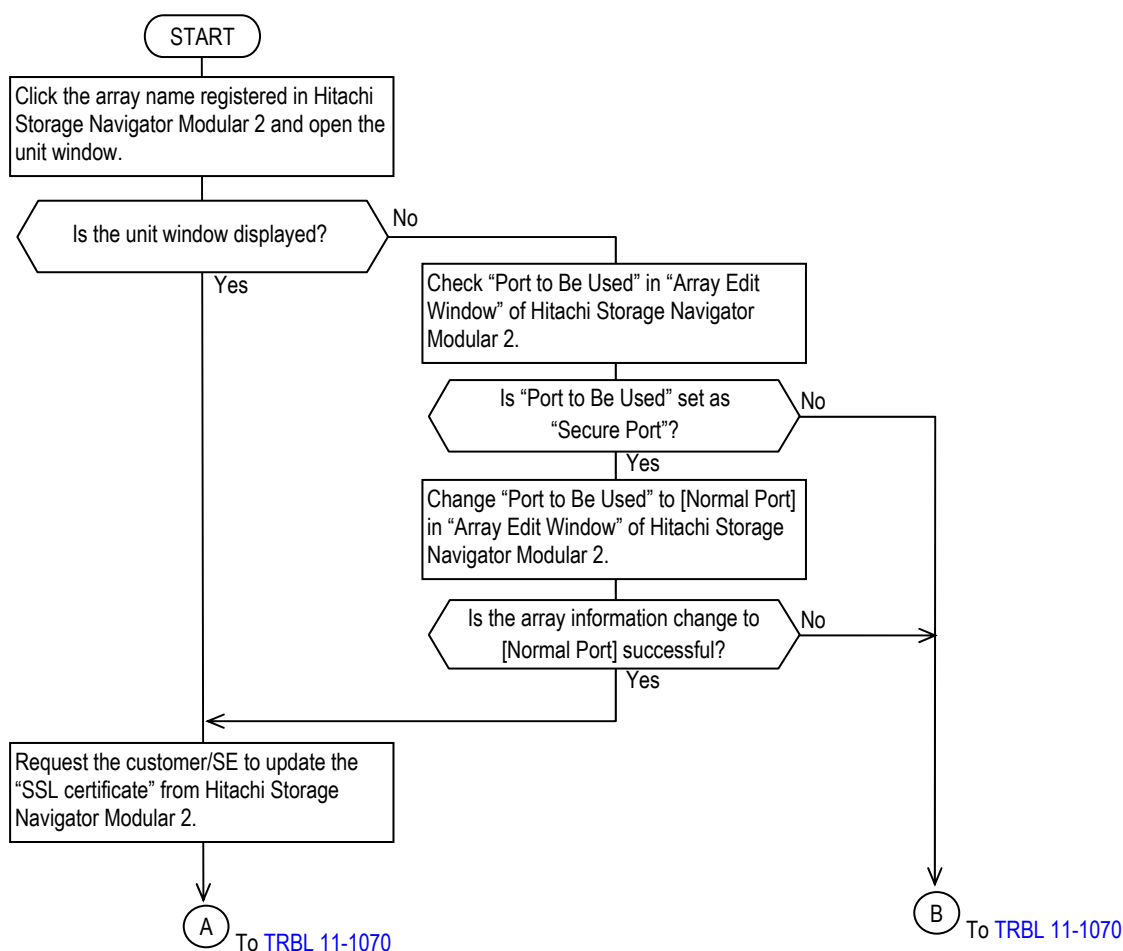 START
Click the array name registered in Hitachi
Storage Navigator Modular 2 and open the
unit window.
Is the unit window displayed?
No
Yes
Check “Port to Be Used” in “Array Edit
Window” of Hitachi Storage Navigator
Modular 2.
Is “Port to Be Used” set as
“Secure Port”?
No
Yes
Change “Port to Be Used” to [Normal Port]
in “Array Edit Window” of Hitachi Storage
Navigator Modular 2.
Is the array information change to
[Normal Port] successful?
No
Yes
Request the customer/SE to update the
“SSL certificate” from Hitachi Storage
Navigator Modular 2.
A
To TRBL 11-1070
B
To TRBL 11-1070